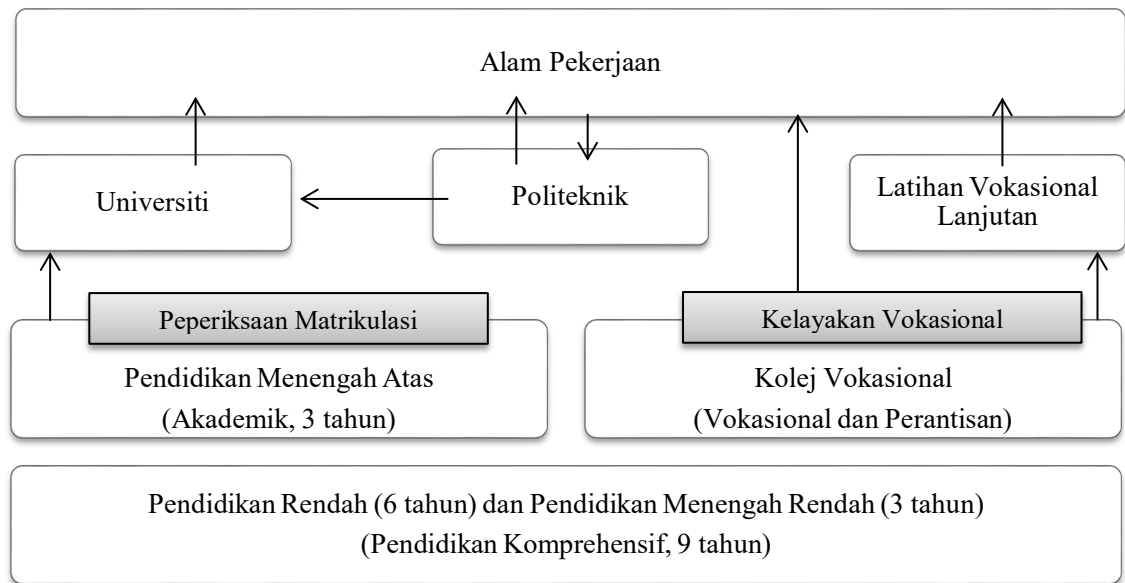 Alam Pekerjaan
Universiti
Politeknik
Latihan Vokasional
Lanjutan
Peperiksaan Matrikulasi
Pendidikan Menengah Atas
(Akademik, 3 tahun)
Kelayakan Vokasional
Kolej Vokasional
(Vokasional dan Perantisan)
Pendidikan Rendah (6 tahun) dan Pendidikan Menengah Rendah (3 tahun)
(Pendidikan Komprehensif, 9 tahun)